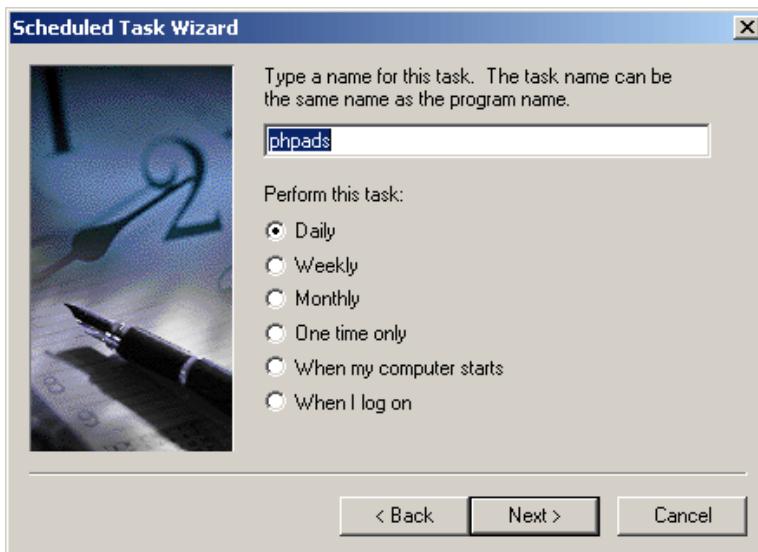 Scheduled Task Wizard
Type a name for this task. The task name can be
the same name as the program name.
phpads
Perform this task:
Daily
Weekly
Monthly
One time only
When my computer starts
When I log on
< Back Next > Cancel